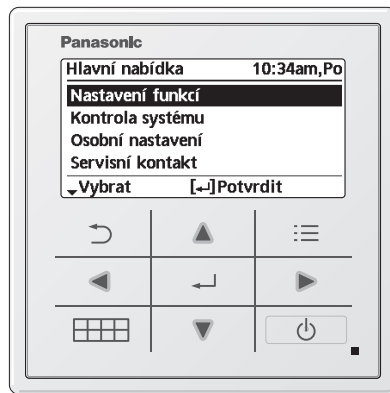 Panasonic
Hlavní nabídka 10:34am,Po
Nastavení funkcí
Kontrola systému
Osobní nastavení
Servisní kontakt
Vybrat [↵]Potvrdit